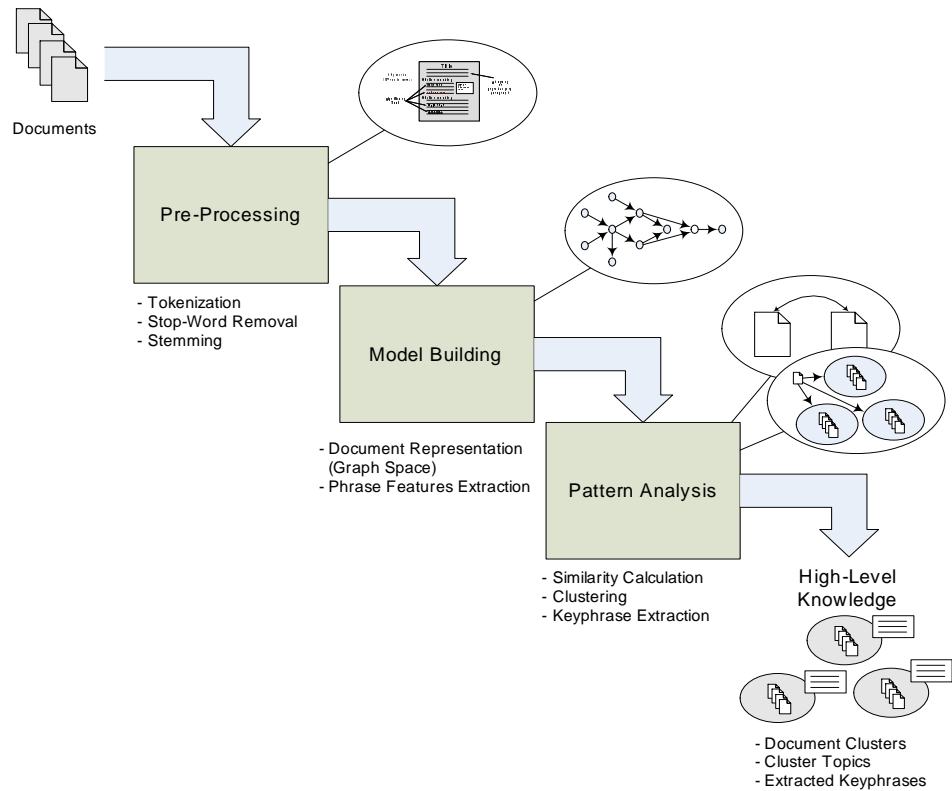 Documents
Title
Pre-Processing
- Tokenization
- Stop-Word Removal
- Stemming
Model Building
- Document Representation
(Graph Space)
- Phrase Features Extraction
Pattern Analysis
- Similarity Calculation
- Clustering
- Keyphrase Extraction
High-Level
Knowledge
- Document Clusters
- Cluster Topics
- Extracted Keyphrases